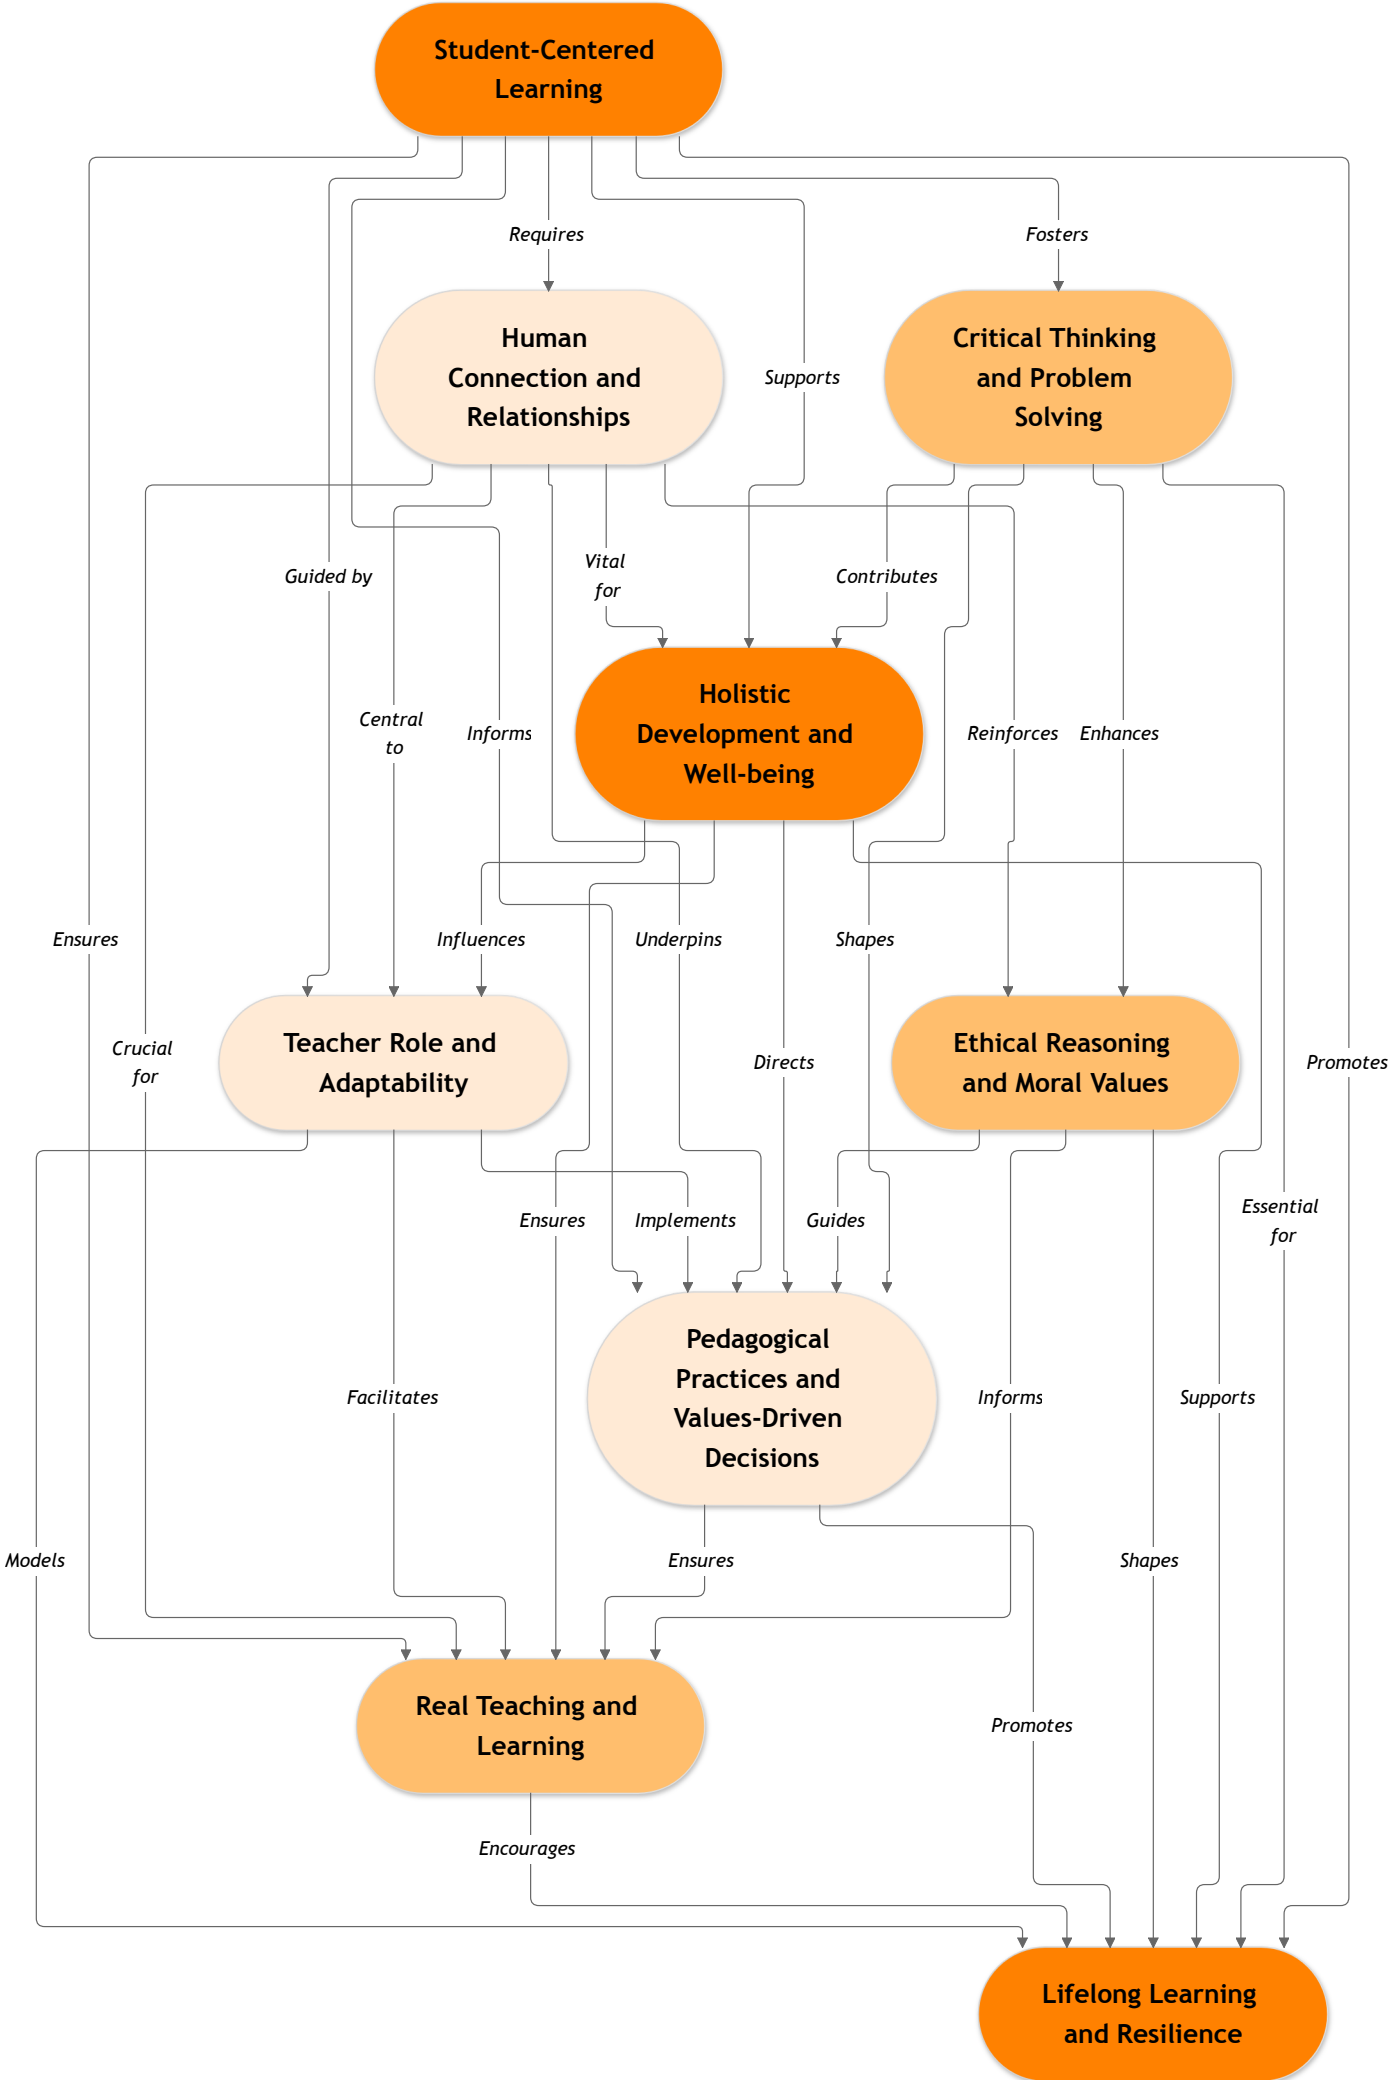 Student-Centered
Learning
Requires
Fosters
Human
Connection and
Relationships
Supports
Critical Thinking
and Problem
Solving
Guided by
Vital
for
Contributes
Central
to
Informs
Holistic
Development and
Well-being
Reinforces
Enhances
Ensures
Influences
Underpins
Shapes
Crucial
for
Teacher Role and
Adaptability
Directs
Ethical Reasoning
and Moral Values
Promotes
Ensures
Implements
Guides
Essential
for
Facilitates
Pedagogical
Practices and
Values-Driven
Decisions
Informs
Supports
Models
Ensures
Shapes
Real Teaching and
Learning
Promotes
Encourages
Lifelong Learning
and Resilience